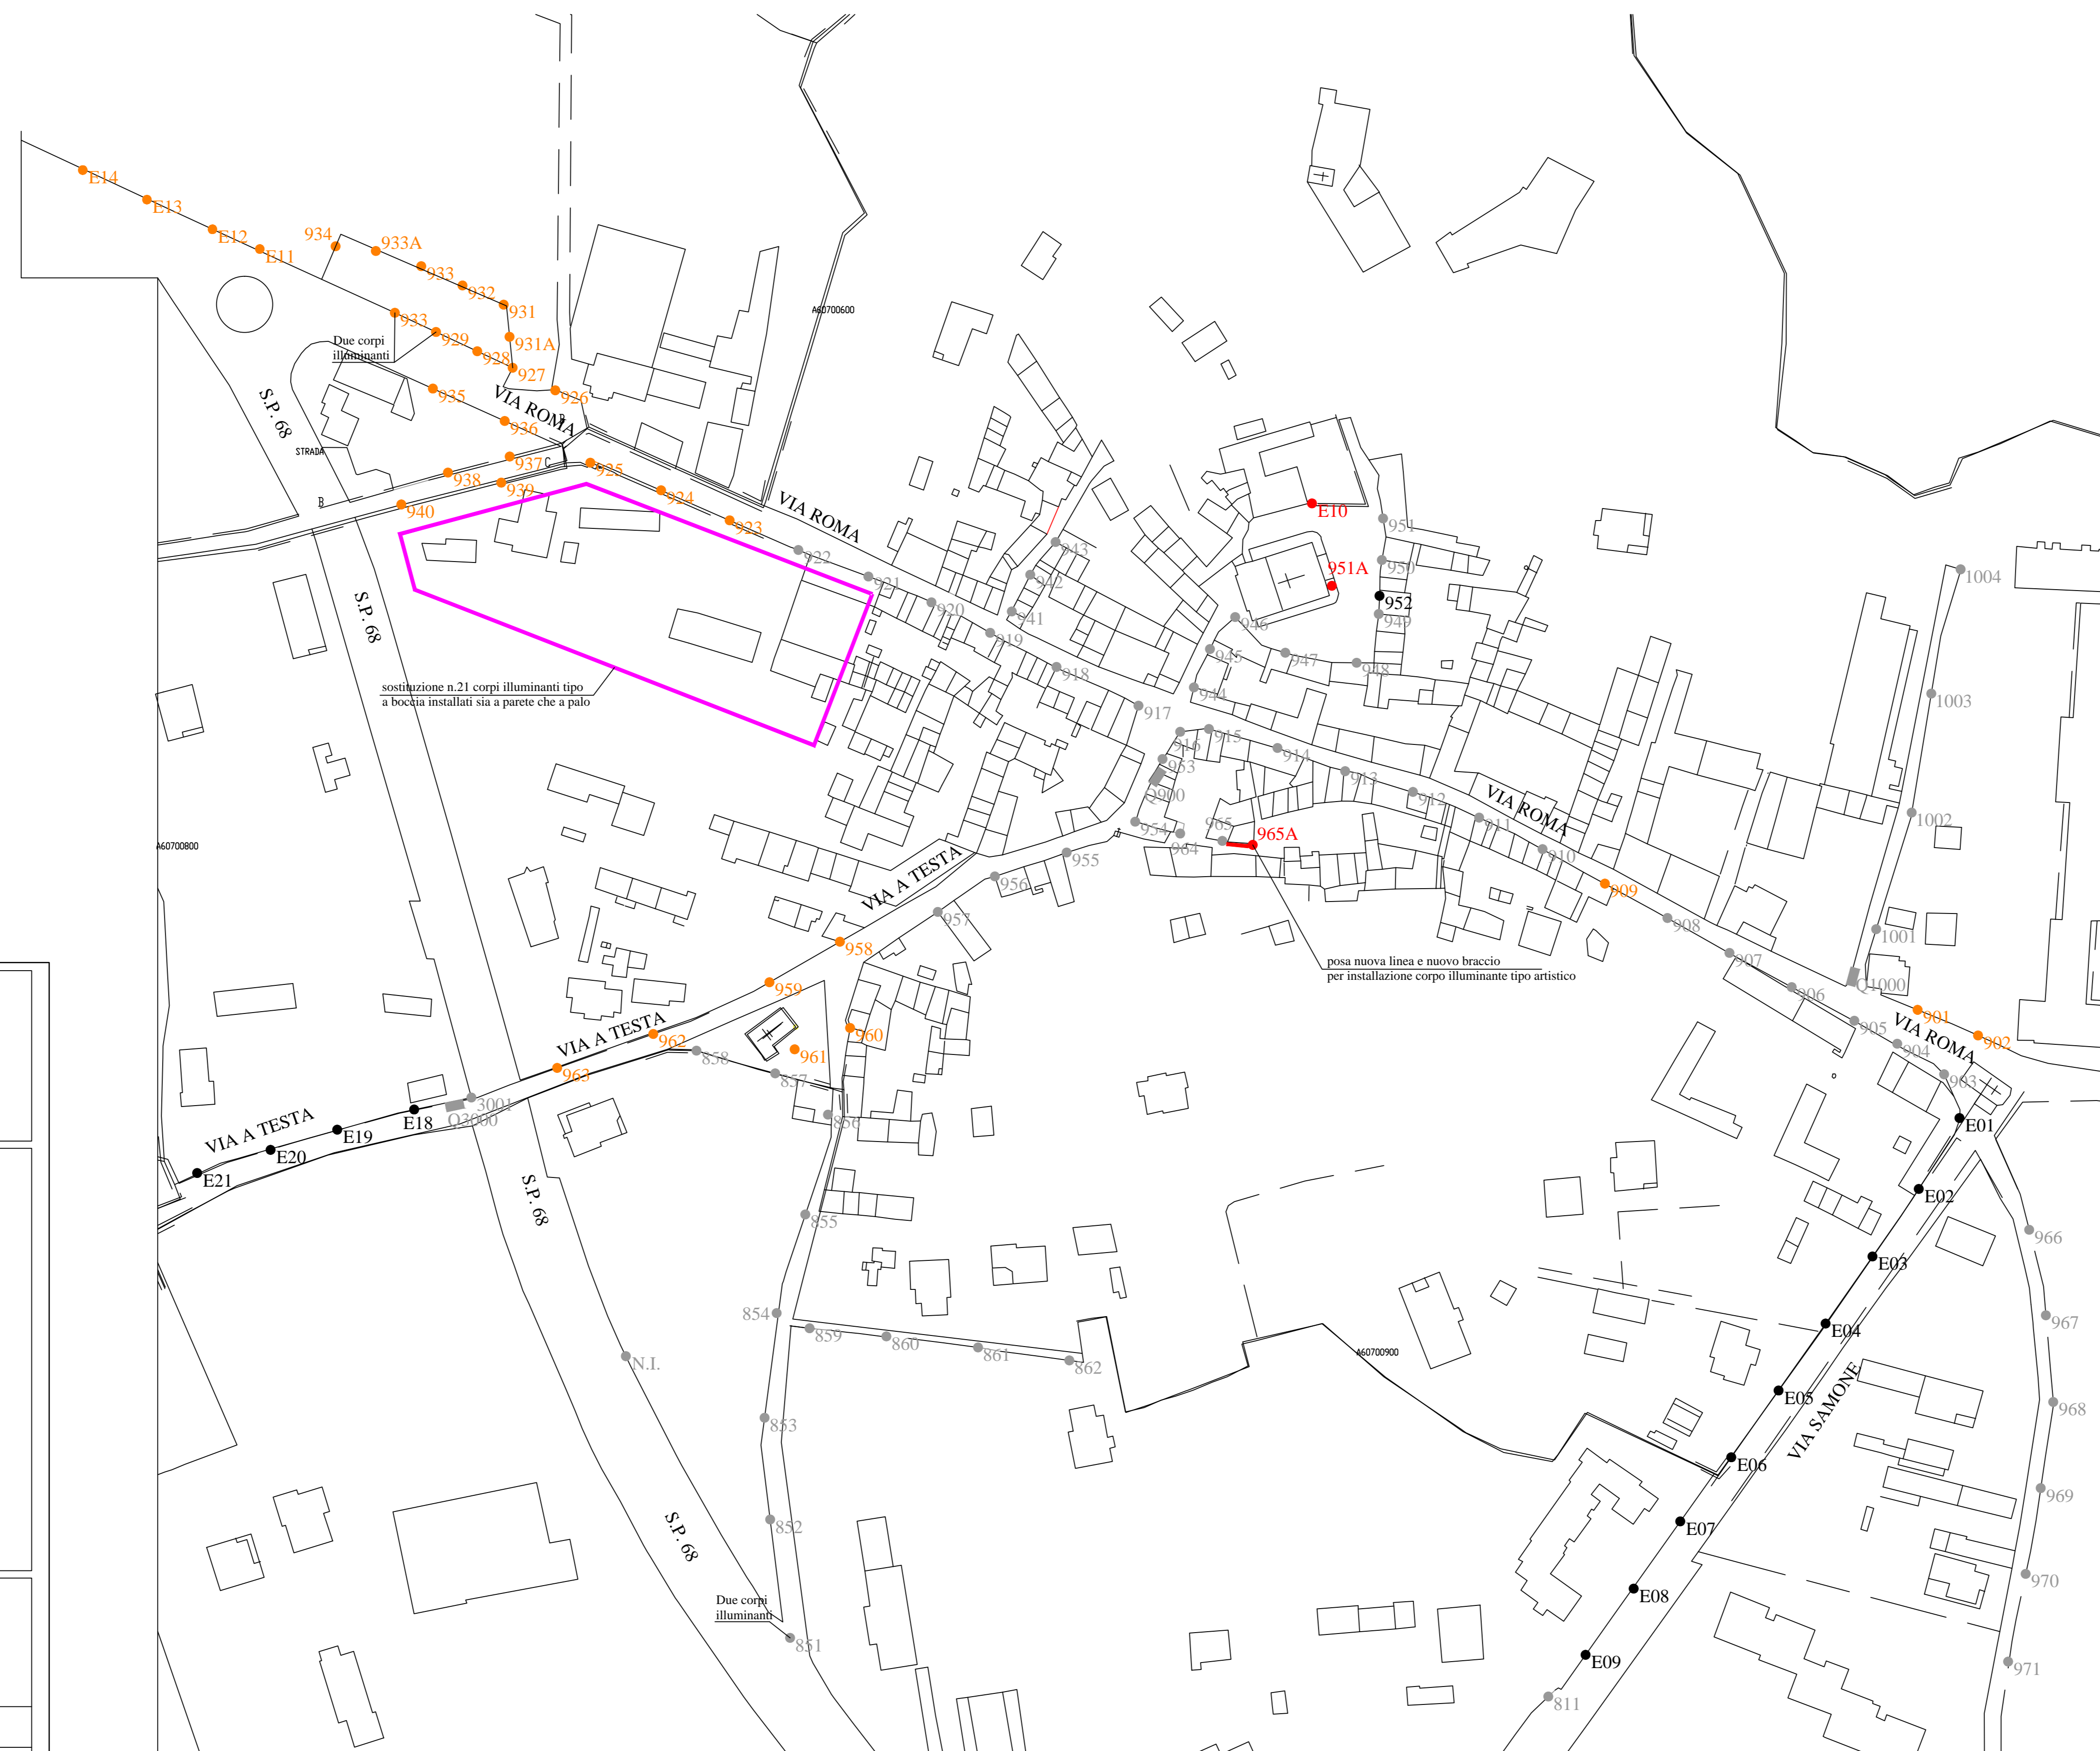 E14
E13
E12
E11
934
933A
933
932
931
931A
933
929
928
927
926
Due corpi
illuminanti
935
936
VIA ROMA
B
C
937
938
939
940
B
STRADA
S.P. 68
S.P. 68
A60700600
925
924
923
922
921
920
919
918
917
VIA ROMA
941
942
943
E10
951
950
951A
952
949
948
947
946
945
944
916
915
914
913
912
911
910
909
908
907
906
905
904
903
VIA ROMA
953
Q900
954
964
965
965A
955
956
957
958
959
VIA A TESTA
sostituzione n.21 corpi illuminanti tipo
a boccia installati sia a parete che a palo
posa nuova linea e nuovo braccio
per installazione corpo illuminante tipo artistico
1004
1003
1002
1001
Q1000
901
902
VIA ROMA
A60700800
960
961
962
963
VIA A TESTA
858
857
856
855
854
853
852
851
859
860
861
862
3001
Q3000
E18
E19
E20
E21
VIA A TESTA
S.P. 68
N.I.
S.P. 68
Due corpi
illuminanti
A60700900
E01
E02
E03
E04
E05
E06
E07
E08
E09
811
VIA SAMONE
966
967
968
969
970
971